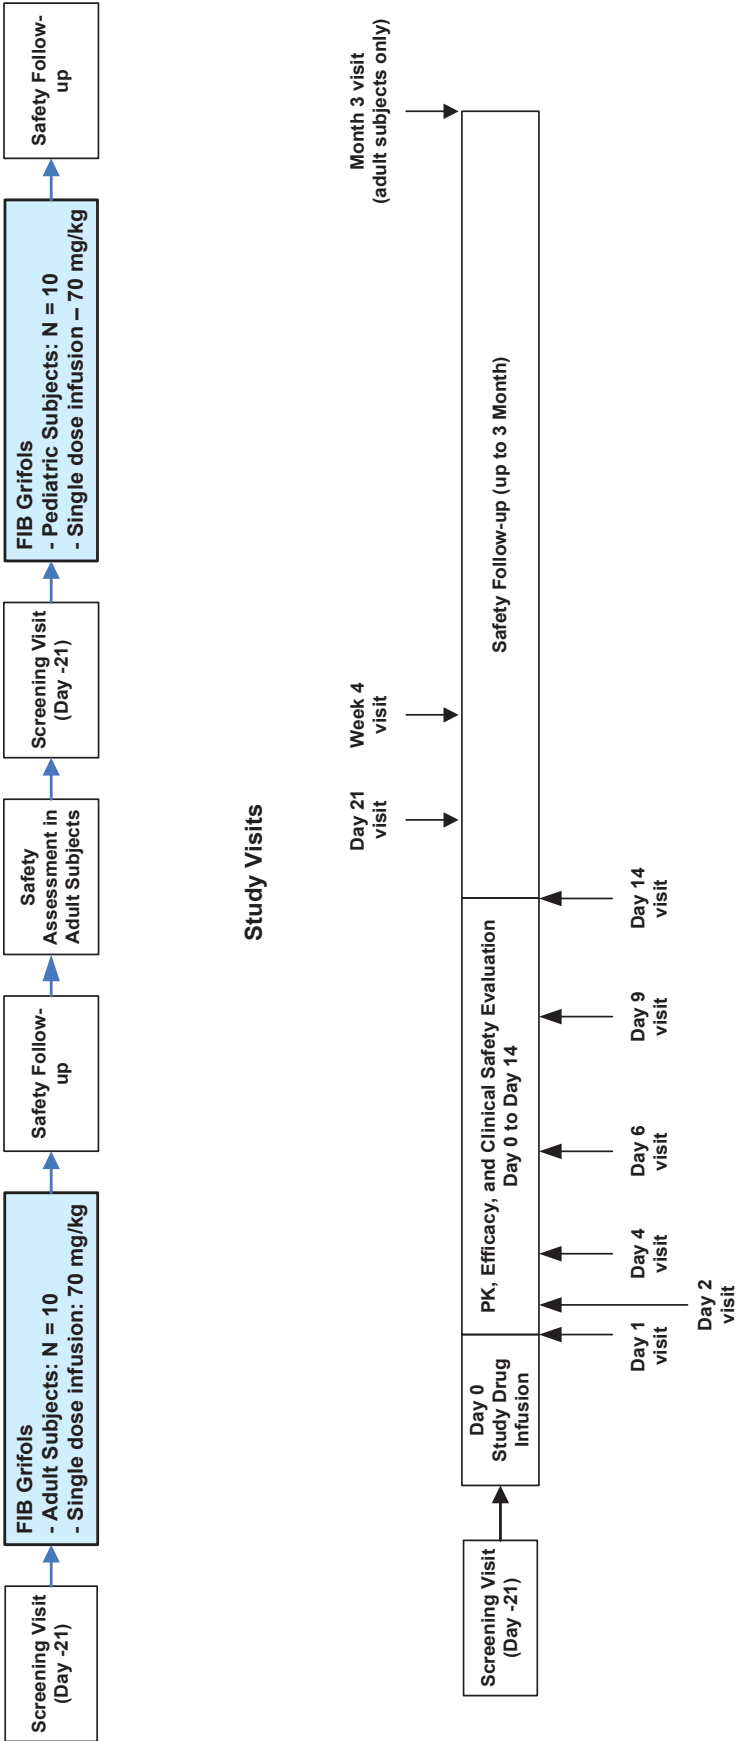 Screening Visit
(Day -21)
FIB Grifols
- Adult Subjects: N = 10
- Single dose infusion: 70 mg/kg
Safety Follow-
up
Safety
Assessment in
Adult Subjects
Screening Visit
(Day -21)
FIB Grifols
- Pediatric Subjects: N = 10
- Single dose infusion – 70 mg/kg
Safety Follow-
up
Study Visits
Day 21
visit
Week 4
visit
Month 3 visit
(adult subjects only)
Screening Visit
(Day -21)
Day 0
Study Drug
Infusion
PK, Efficacy, and Clinical Safety Evaluation
Day 0 to Day 14
Safety Follow-up (up to 3 Month)
Day 1
visit
Day 2
visit
Day 4
visit
Day 6
visit
Day 9
visit
Day 14
visit